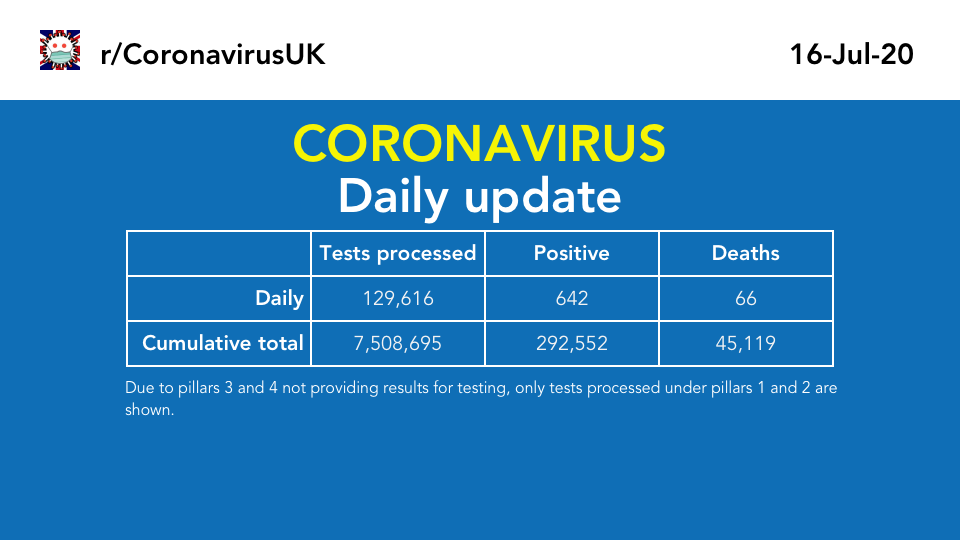 r/CoronavirusUK
16-Jul-20
CORONAVIRUS
Daily update
Tests processed Positive Deaths
Daily 129,616 642 66
Cumulative total 7,508,695 292,552 45,119
Due to pillars 3 and 4 not providing results for testing, only tests processed under pillars 1 and 2 are
shown.